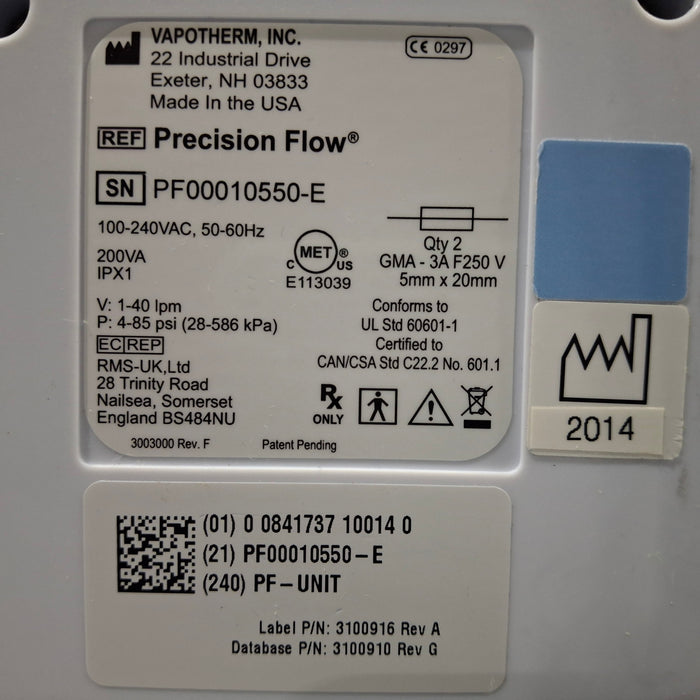 VAPOTHERM, INC.
22 Industrial Drive
Exeter, NH 03833
Made in the USA
CE 0297
REF Precision Flow®
SN PF00010550-E
100-240VAC, 50-60Hz
200VA
IPX1
C MET ® US
E113039
Qty 2
GMA - 3A F250 V
5mm x 20mm
V: 1-40 lpm
P: 4-85 psi (28-586 kPa)
EC REP
RMS-UK,Ltd
28 Trinity Road
Nailsea, Somerset
England BS484NU
Conforms to
UL Std 60601-1
Certified to
CAN/CSA Std C22.2 No. 601.1
Rx
ONLY
3003000 Rev. F
Patent Pending
2014
(01) 0 0841737 10014 0
(21) PF00010550-E
(240) PF-UNIT
Label P/N: 3100916 Rev A
Database P/N: 3100910 Rev G